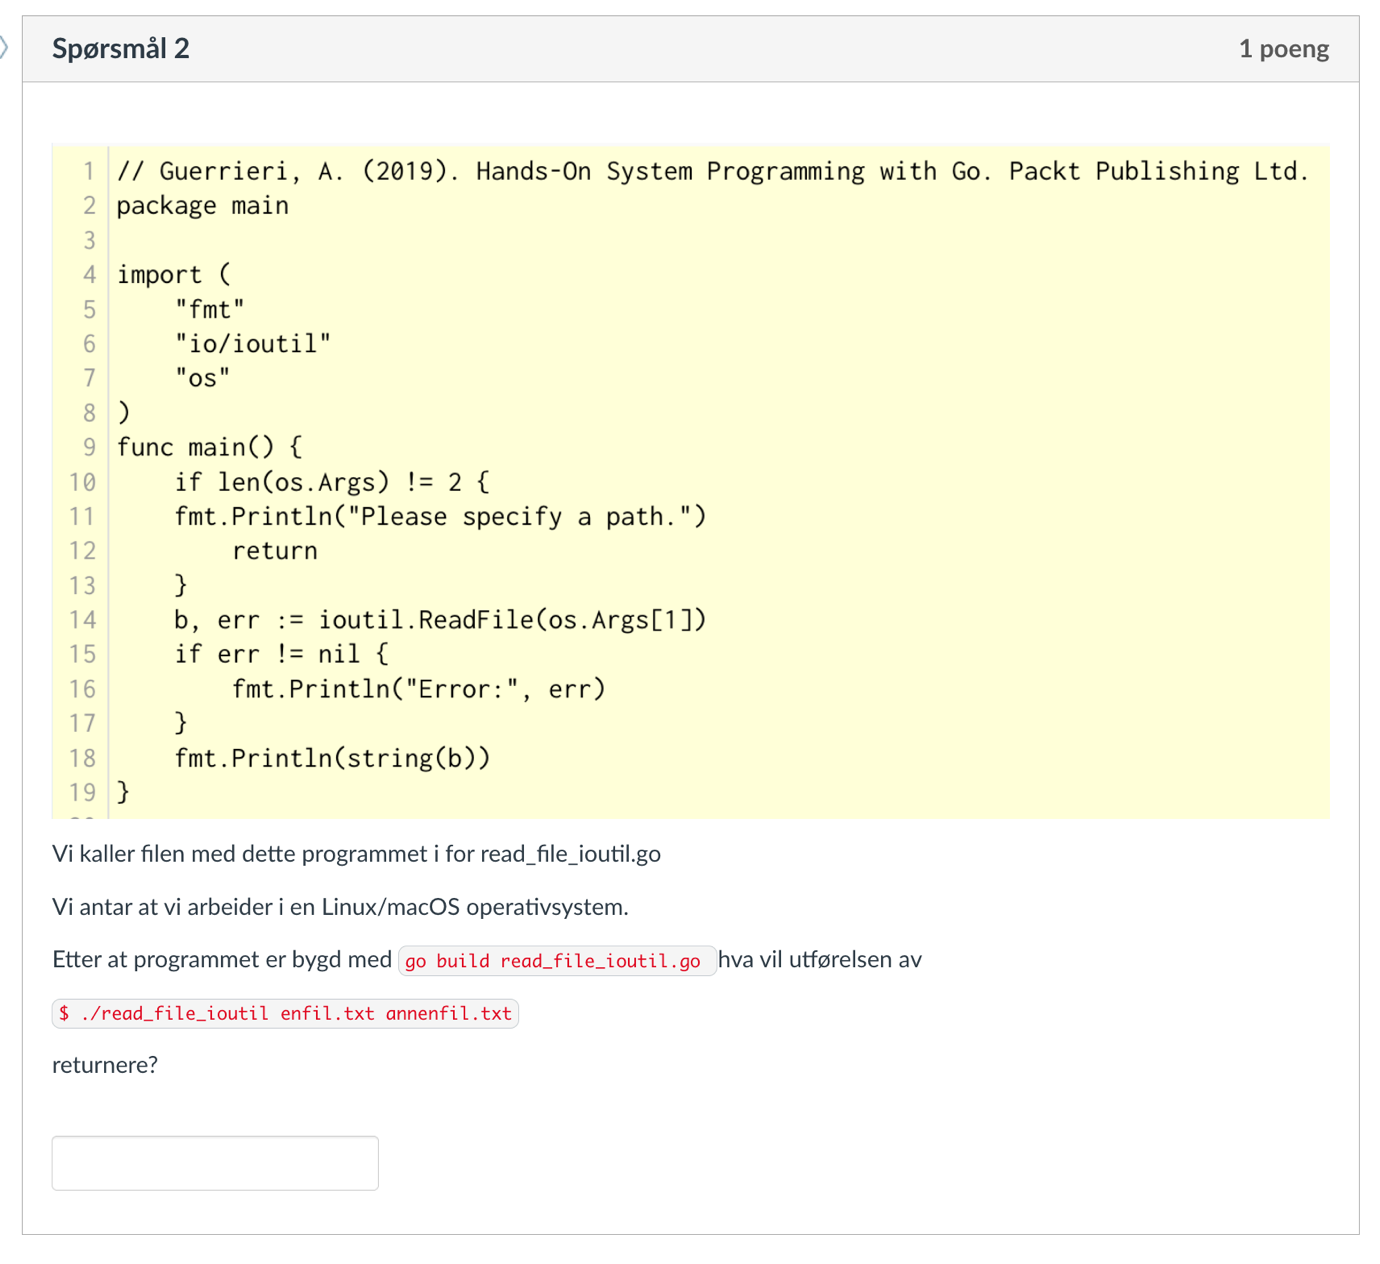 Spørsmål 2 1 poeng
1 // Guerrieri, A. (2019). Hands-On System Programming with Go. Packt Publishing Ltd.
2 package main
3
4 import (
5 "fmt"
6 "io/ioutil"
7 "os"
8 )
9 func main() {
10 if len(os.Args) != 2 {
11 fmt.Println("Please specify a path.")
12 return
13 }
14 b, err := ioutil.ReadFile(os.Args[1])
15 if err != nil {
16 fmt.Println("Error:", err)
17 }
18 fmt.Println(string(b))
19 }
Vi kaller filen med dette programmet i for read_file_ioutil.go
Vi antar at vi arbeider i en Linux/macOS operativsystem.
Etter at programmet er bygd med go build read_file_ioutil.go hva vil utførelsen av
$ ./read_file_ioutil enfil.txt annenfil.txt
returnere?